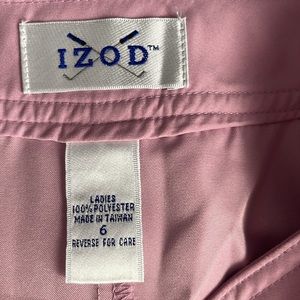 IZOD™
LADIES
100% POLYESTER
MADE IN TAIWAN
6
REVERSE FOR CARE